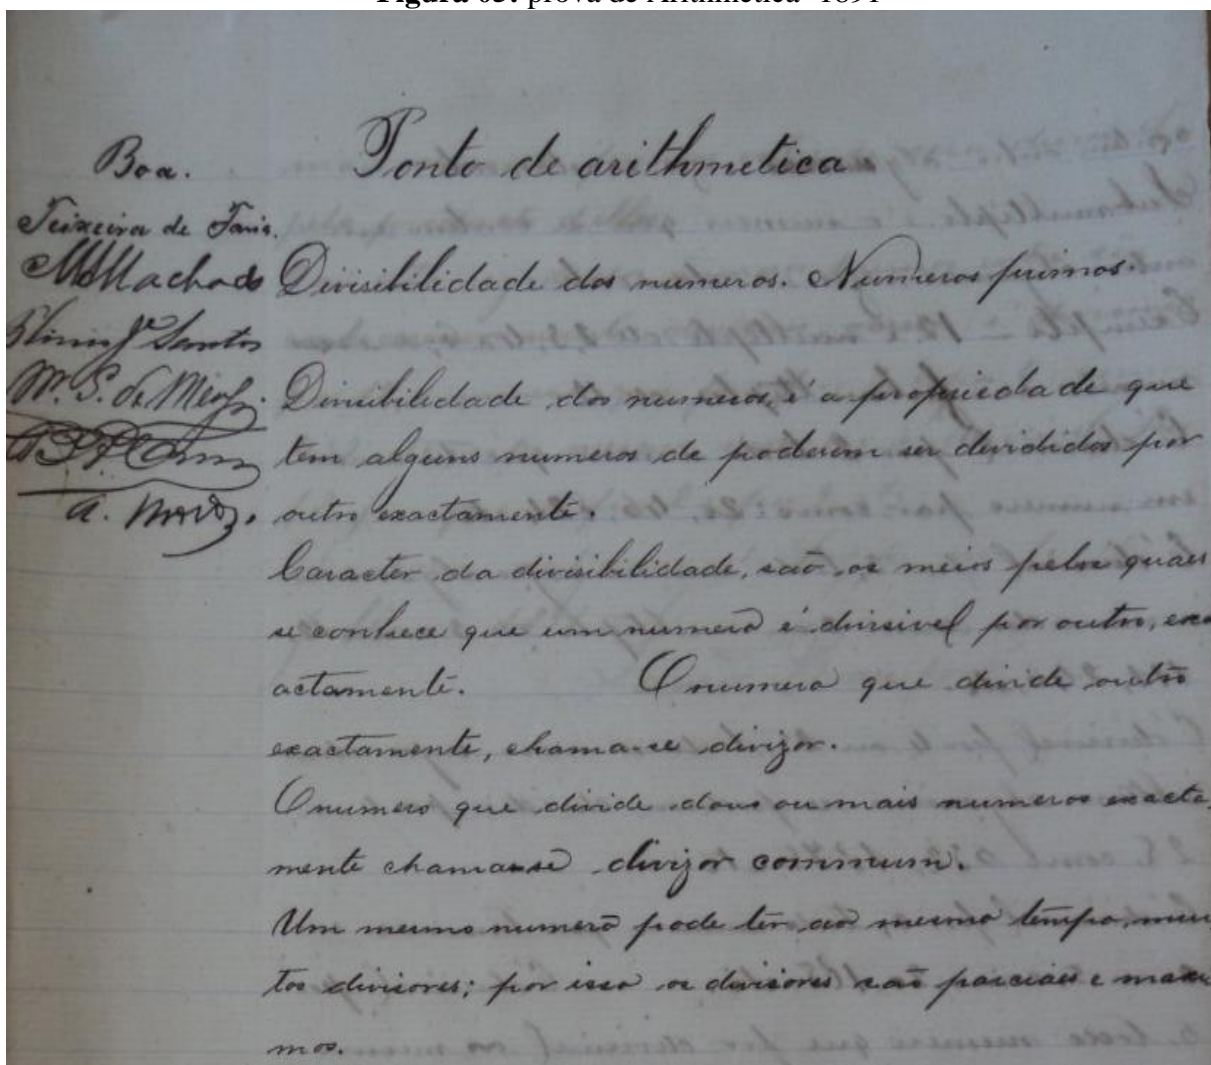 Figura 03: prova de Arithmetica- 1891
Boa.
Ponto de arithmetica
Teixeira de Faria.
Machado
Divisibilidade dos numeros. Numeros primos.
Santos
M. S. de
Divisibilidade dos numeros, é a propriedade que
tem alguns numeros de poderem ser divididos por
A.
outro exactamente.
Caracter da divisibilidade, são os meios pelos quaes
se conhece que um numero é divisivel por outro, exa
actamente. O numero que divide outro
exactamente, chama-se divizor.
O numero que divide dous ou mais numeros exacta
mente chama-se divizor commum.
Um mesmo numero pode ter ao mesmo tempo, mui
tos divisores; por isso os divisores são parciaes e maxi
mos.